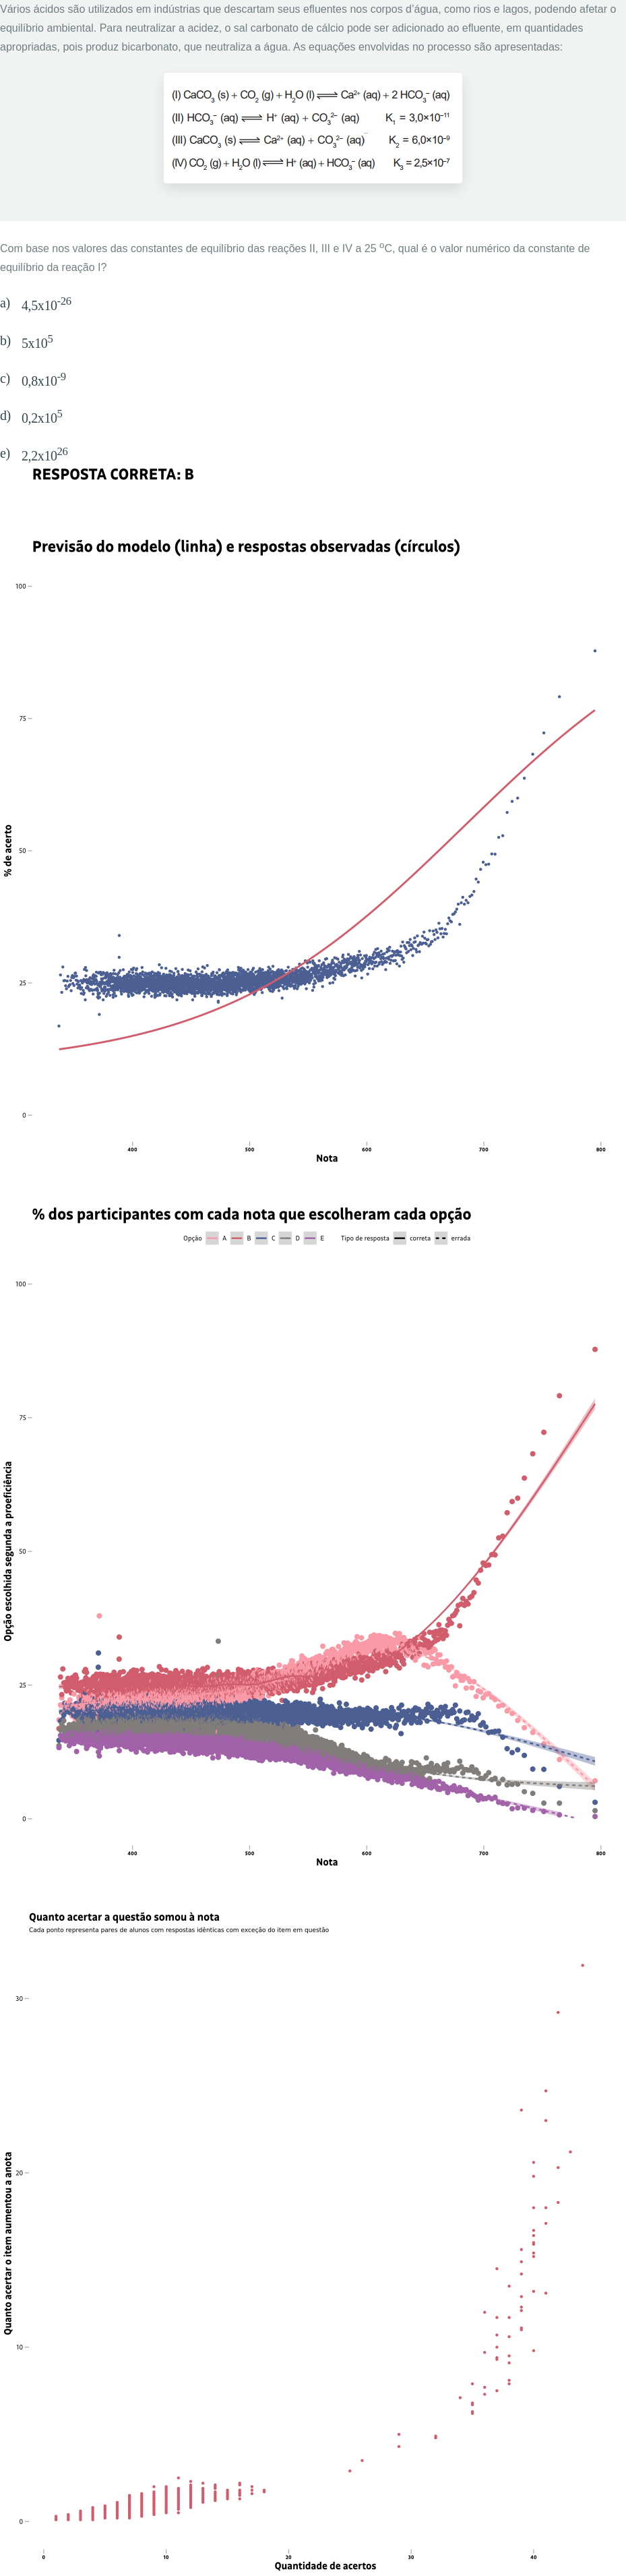 Vários ácidos são utilizados em indústrias que descartam seus efluentes nos corpos d'água, como rios e lagos, podendo afetar o
equilíbrio ambiental. Para neutralizar a acidez, o sal carbonato de cálcio pode ser adicionado ao efluente, em quantidades
apropriadas, pois produz bicarbonato, que neutraliza a água. As equações envolvidas no processo são apresentadas:
(I) CaCO₃ (s) + CO₂ (g) + H₂O (l) ⇌ Ca²⁺ (aq) + 2 HCO₃⁻ (aq)
(II) HCO₃⁻ (aq) ⇌ H⁺ (aq) + CO₃²⁻ (aq) K₁ = 3,0×10⁻¹¹
(III) CaCO₃ (s) ⇌ Ca²⁺ (aq) + CO₃²⁻ (aq) K₂ = 6,0×10⁻⁹
(IV) CO₂ (g) + H₂O (l) ⇌ H⁺ (aq) + HCO₃⁻ (aq) K₃ = 2,5×10⁻⁷
Com base nos valores das constantes de equilíbrio das reações II, III e IV a 25 ºC, qual é o valor numérico da constante de
equilíbrio da reação I?
a) 4,5x10⁻²⁶
b) 5x10⁵
c) 0,8x10⁻⁹
d) 0,2x10⁵
e) 2,2x10²⁶
RESPOSTA CORRETA: B
Previsão do modelo (linha) e respostas observadas (círculos)
100
75
50
25
0
% de acerto
400 500 600 700 800
Nota
% dos participantes com cada nota que escolheram cada opção
Opção A B C D E Tipo de resposta correta errada
100
75
50
25
0
Opção escolhida segunda a proeficiência
400 500 600 700 800
Nota
Quanto acertar a questão somou à nota
Cada ponto representa pares de alunos com respostas idênticas com exceção do item em questão
30
20
10
0
Quanto acertar o item aumentou a anota
0 10 20 30 40
Quantidade de acertos